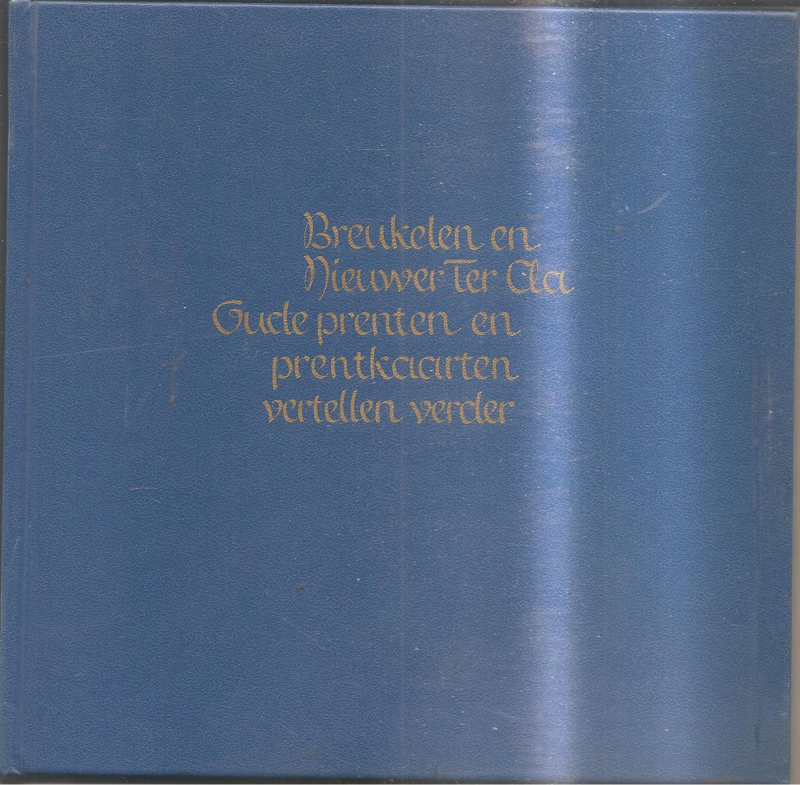 Breukelen en
Nieuwer Ter Aa
Oude prenten en
prentkaarten
vertellen verder